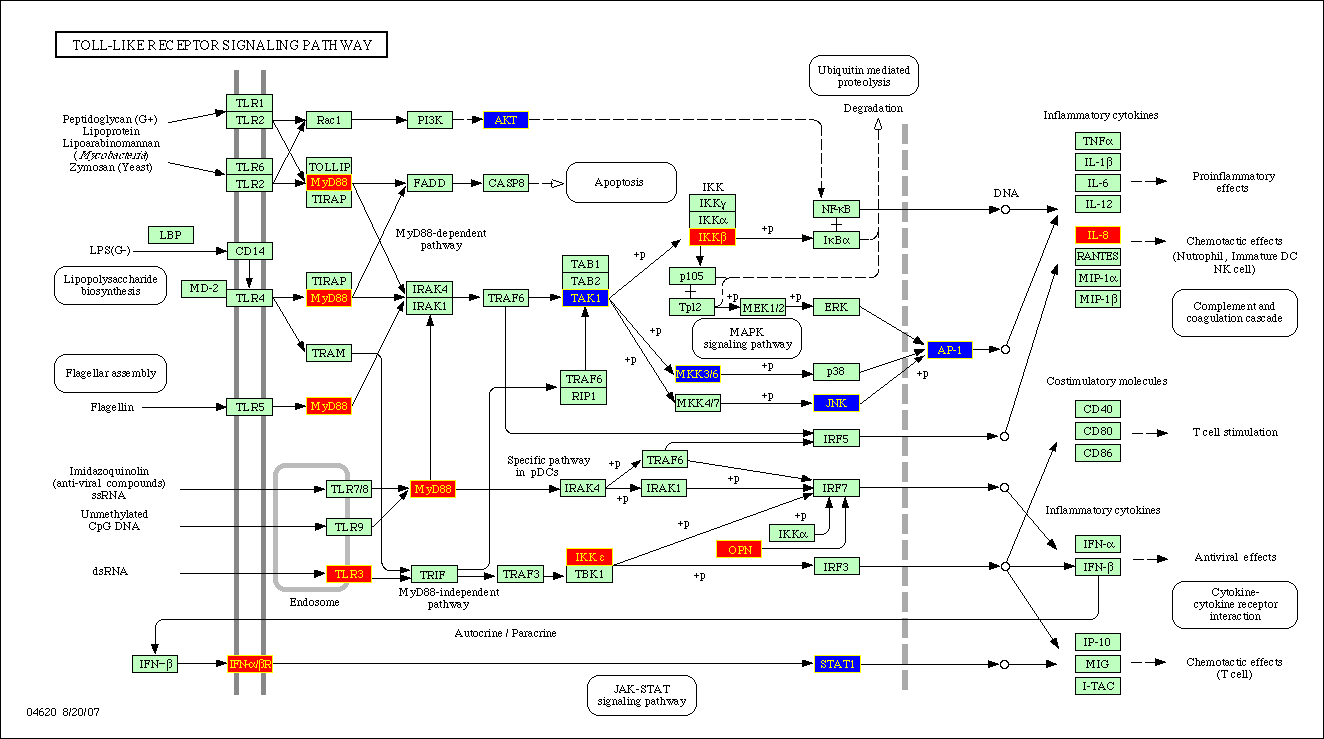 TOLL-LIKE RECEPTOR SIGNALING PATHWAY
Ubiquitin mediated
proteolysis
Degradation
Peptidoglycan (G+)
Lipoprotein
Lipoarabinomannan
(Mycobacteria)
Zymosan (Yeast)
TLR1
TLR2
Rac1
PI3K
AKT
TLR6
TLR2
TOLLIP
MyD88
TIRAP
FADD
CASP8
Apoptosis
MyD88-dependent
pathway
IKK
IKKγ
IKKα
IKKβ
NF-κB
+
IκBα
+p
+p
DNA
Inflammatory cytokines
TNFα
IL-1β
IL-6
IL-12
Proinflammatory
effects
IL-8
RANTES
MIP-1α
MIP-1β
Chemotactic effects
(Nutrophil, Immature DC
NK cell)
Complement and
coagulation cascade
LBP
LPS(G-)
CD14
Lipopolysaccharide
biosynthesis
MD-2
TLR4
TIRAP
MyD88
IRAK4
IRAK1
TRAF6
TAB1
TAB2
TAK1
p105
+
Tpl2
+p
MEK1/2
+p
ERK
MAPK
signaling pathway
TRAM
+p
+p
MKK3/6
+p
p38
AP-1
+p
MKK4/7
+p
JNK
Flagellar assembly
Flagellin
TLR5
MyD88
TRAF6
RIP1
Costimulatory molecules
CD40
CD80
CD86
T cell stimulation
IRF5
Imidazoquinolin
(anti-viral compounds)
ssRNA
TLR7/8
MyD88
Specific pathway
in pDCs
IRAK4
+p
TRAF6
+p
IRAK1
+p
+p
IRF7
Unmethylated
CpG DNA
TLR9
+p
IKKα
OPN
Inflammatory cytokines
IFN-α
IFN-β
Antiviral effects
dsRNA
TLR3
Endosome
TRIF
MyD88-independent
pathway
TRAF3
IKKε
TBK1
+p
IRF3
Cytokine-
cytokine receptor
interaction
Autocrine / Paracrine
IFN-β
IFN-α/βR
STAT1
JAK-STAT
signaling pathway
IP-10
MIG
I-TAC
Chemotactic effects
(T cell)
04620 8/20/07